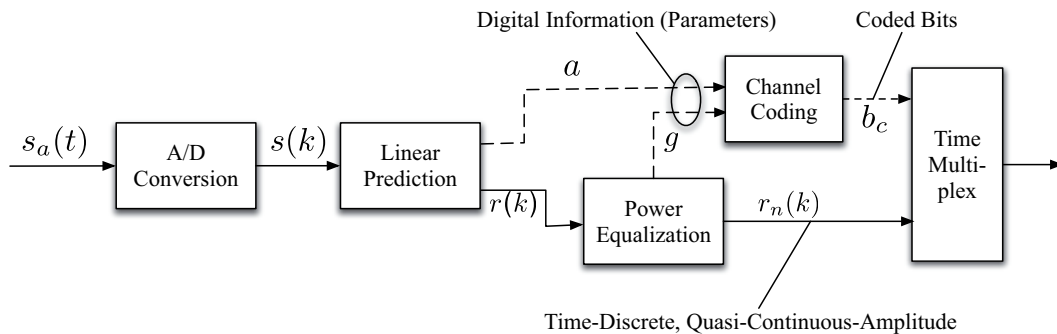 Digital Information (Parameters)
Coded Bits
a
Channel
Coding
b_c
g
s_a(t)
A/D
Conversion
s(k)
Linear
Prediction
r(k)
Power
Equalization
r_n(k)
Time
Multi-
plex
Time-Discrete, Quasi-Continuous-Amplitude